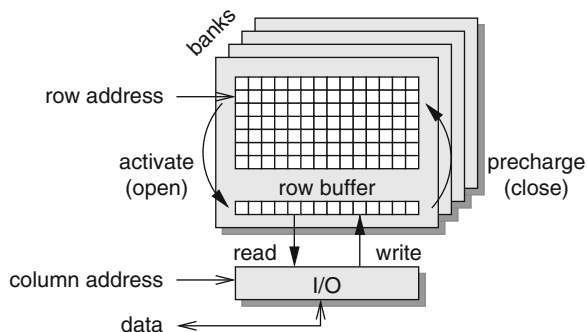 banks
row address
activate
(open)
precharge
(close)
row buffer
read
write
column address
I/O
data